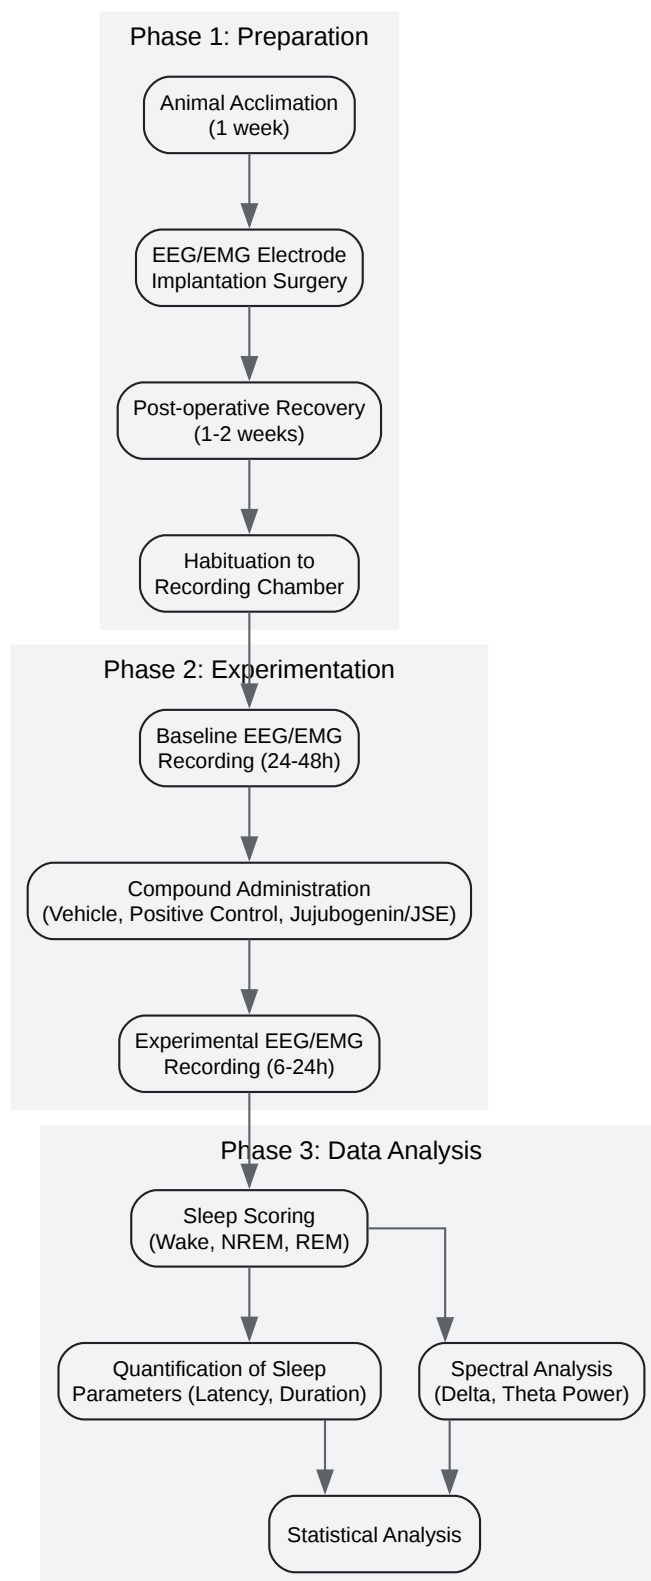 Phase 1: Preparation
Animal Acclimation
(1 week)
EEG/EMG Electrode
Implantation Surgery
Post-operative Recovery
(1-2 weeks)
Habituation to
Recording Chamber
Phase 2: Experimentation
Baseline EEG/EMG
Recording (24-48h)
Compound Administration
(Vehicle, Positive Control, Jujubogenin/JSE)
Experimental EEG/EMG
Recording (6-24h)
Phase 3: Data Analysis
Sleep Scoring
(Wake, NREM, REM)
Quantification of Sleep
Parameters (Latency, Duration)
Spectral Analysis
(Delta, Theta Power)
Statistical Analysis